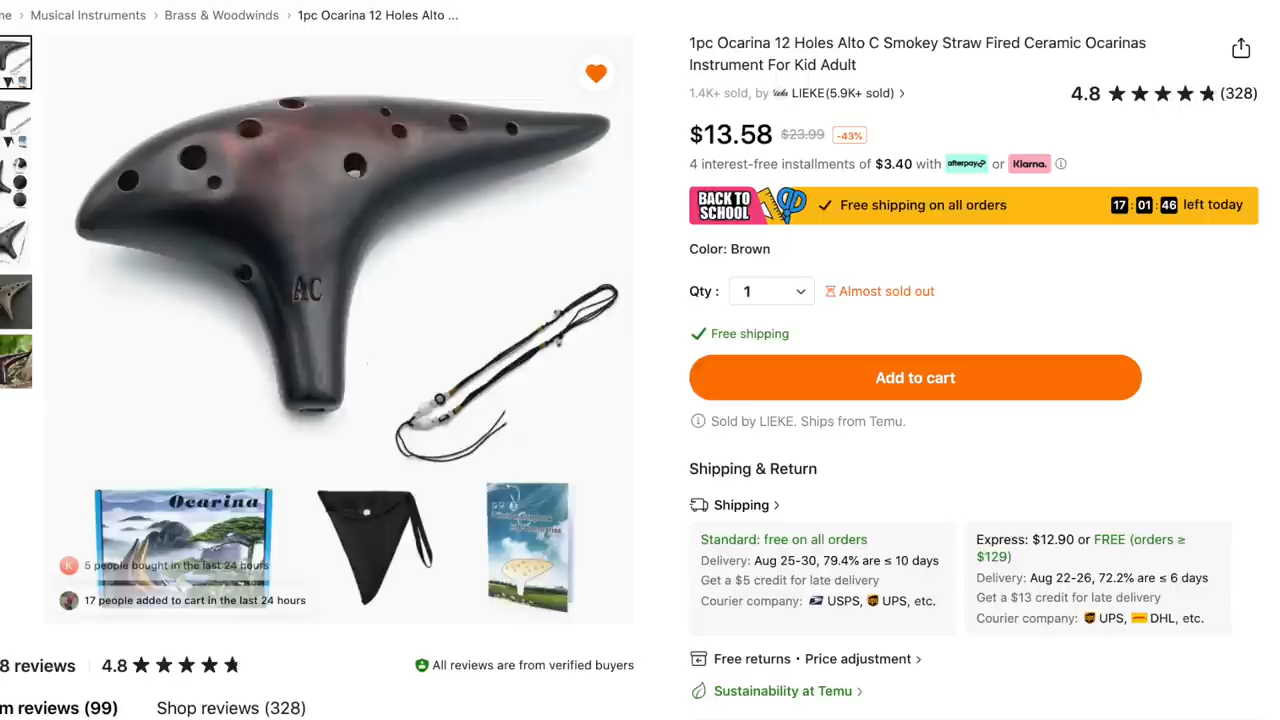 me › Musical Instruments › Brass & Woodwinds › 1pc Ocarina 12 Holes Alto ...
1pc Ocarina 12 Holes Alto C Smokey Straw Fired Ceramic Ocarinas
Instrument For Kid Adult
1.4K+ sold, by LIEKE(5.9K+ sold) ›
4.8 (328)
$13.58 $23.99 -43%
4 interest-free installments of $3.40 with afterpay or Klarna.
BACK TO
SCHOOL
Free shipping on all orders
17:01:46 left today
Color: Brown
Qty : 1 Almost sold out
Free shipping
Add to cart
Sold by LIEKE. Ships from Temu.
Shipping & Return
Shipping ›
Standard: free on all orders
Delivery: Aug 25-30, 79.4% are ≤ 10 days
Get a $5 credit for late delivery
Courier company: USPS, UPS, etc.
Express: $12.90 or FREE (orders ≥
$129)
Delivery: Aug 22-26, 72.2% are ≤ 6 days
Get a $13 credit for late delivery
Courier company: UPS, DHL, etc.
Free returns · Price adjustment ›
Sustainability at Temu ›
AC
Ocarina
5 people bought in the last 24 hours
17 people added to cart in the last 24 hours
8 reviews 4.8
All reviews are from verified buyers
m reviews (99) Shop reviews (328)